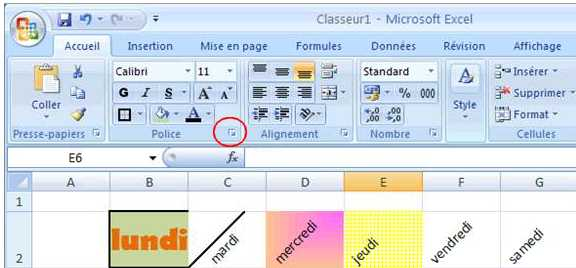 Classeur1 - Microsoft Excel
Accueil Insertion Mise en page Formules Données Révision Affichage
Calibri 11 Standard Insérer
Coller G I S A A % 000 Style Supprimer
A ,00 ,00 Format
Presse-papiers Police Alignement Nombre Cellules
E6 fx
A B C D E F G
1
2 lundi mardi mercredi jeudi vendredi samedi